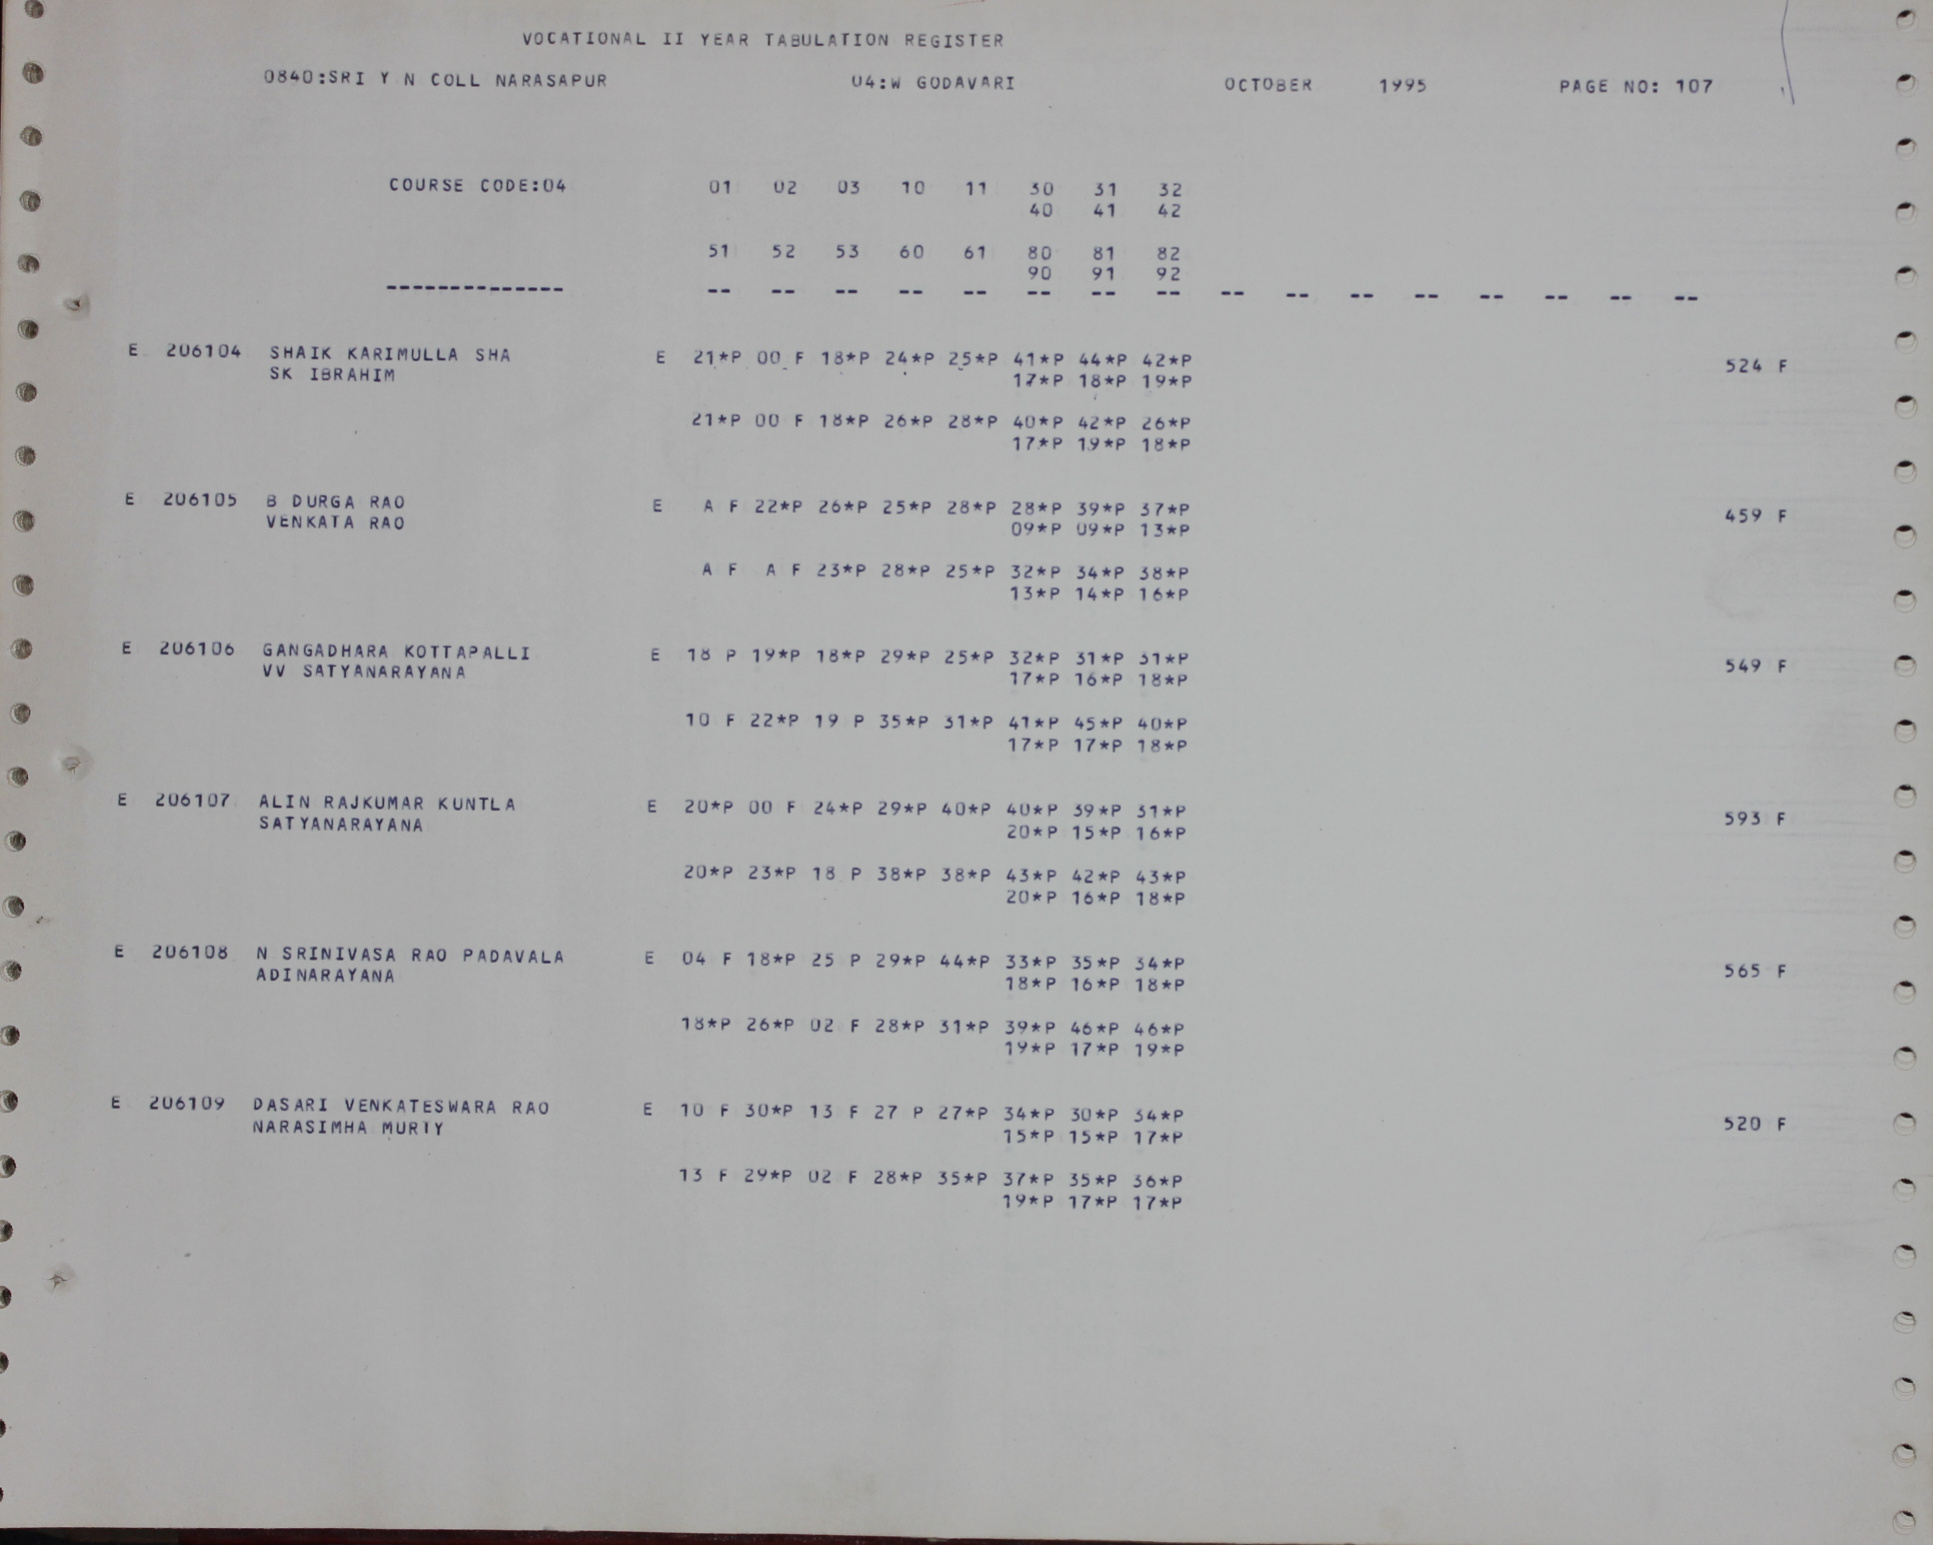 VOCATIONAL II YEAR TABULATION REGISTER
0840:SRI Y N COLL NARASAPUR 04:W GODAVARI OCTOBER 1995 PAGE NO: 107
COURSE CODE:04 01 02 03 10 11 30 31 32
40 41 42
51 52 53 60 61 80 81 82
90 91 92
-------------- -- -- -- -- -- -- -- -- -- -- -- -- -- -- -- --
E 206104 SHAIK KARIMULLA SHA E 21*P 00 F 18*P 24*P 25*P 41*P 44*P 42*P 524 F
SK IBRAHIM 17*P 18*P 19*P
21*P 00 F 18*P 26*P 28*P 40*P 42*P 26*P
17*P 19*P 18*P
E 206105 B DURGA RAO E A F 22*P 26*P 25*P 28*P 28*P 39*P 37*P 459 F
VENKATA RAO 09*P 09*P 13*P
A F A F 23*P 28*P 25*P 32*P 34*P 38*P
13*P 14*P 16*P
E 206106 GANGADHARA KOTTAPALLI E 18 P 19*P 18*P 29*P 25*P 32*P 31*P 31*P 549 F
VV SATYANARAYANA 17*P 16*P 18*P
10 F 22*P 19 P 35*P 31*P 41*P 45*P 40*P
17*P 17*P 18*P
E 206107 ALIN RAJKUMAR KUNTLA E 20*P 00 F 24*P 29*P 40*P 40*P 39*P 31*P 593 F
SATYANARAYANA 20*P 15*P 16*P
20*P 23*P 18 P 38*P 38*P 43*P 42*P 43*P
20*P 16*P 18*P
E 206108 N SRINIVASA RAO PADAVALA E 04 F 18*P 25 P 29*P 44*P 33*P 35*P 34*P 565 F
ADINARAYANA 18*P 16*P 18*P
18*P 26*P 02 F 28*P 31*P 39*P 46*P 46*P
19*P 17*P 19*P
E 206109 DASARI VENKATESWARA RAO E 10 F 30*P 13 F 27 P 27*P 34*P 30*P 34*P 520 F
NARASIMHA MURTY 15*P 15*P 17*P
13 F 29*P 02 F 28*P 35*P 37*P 35*P 36*P
19*P 17*P 17*P